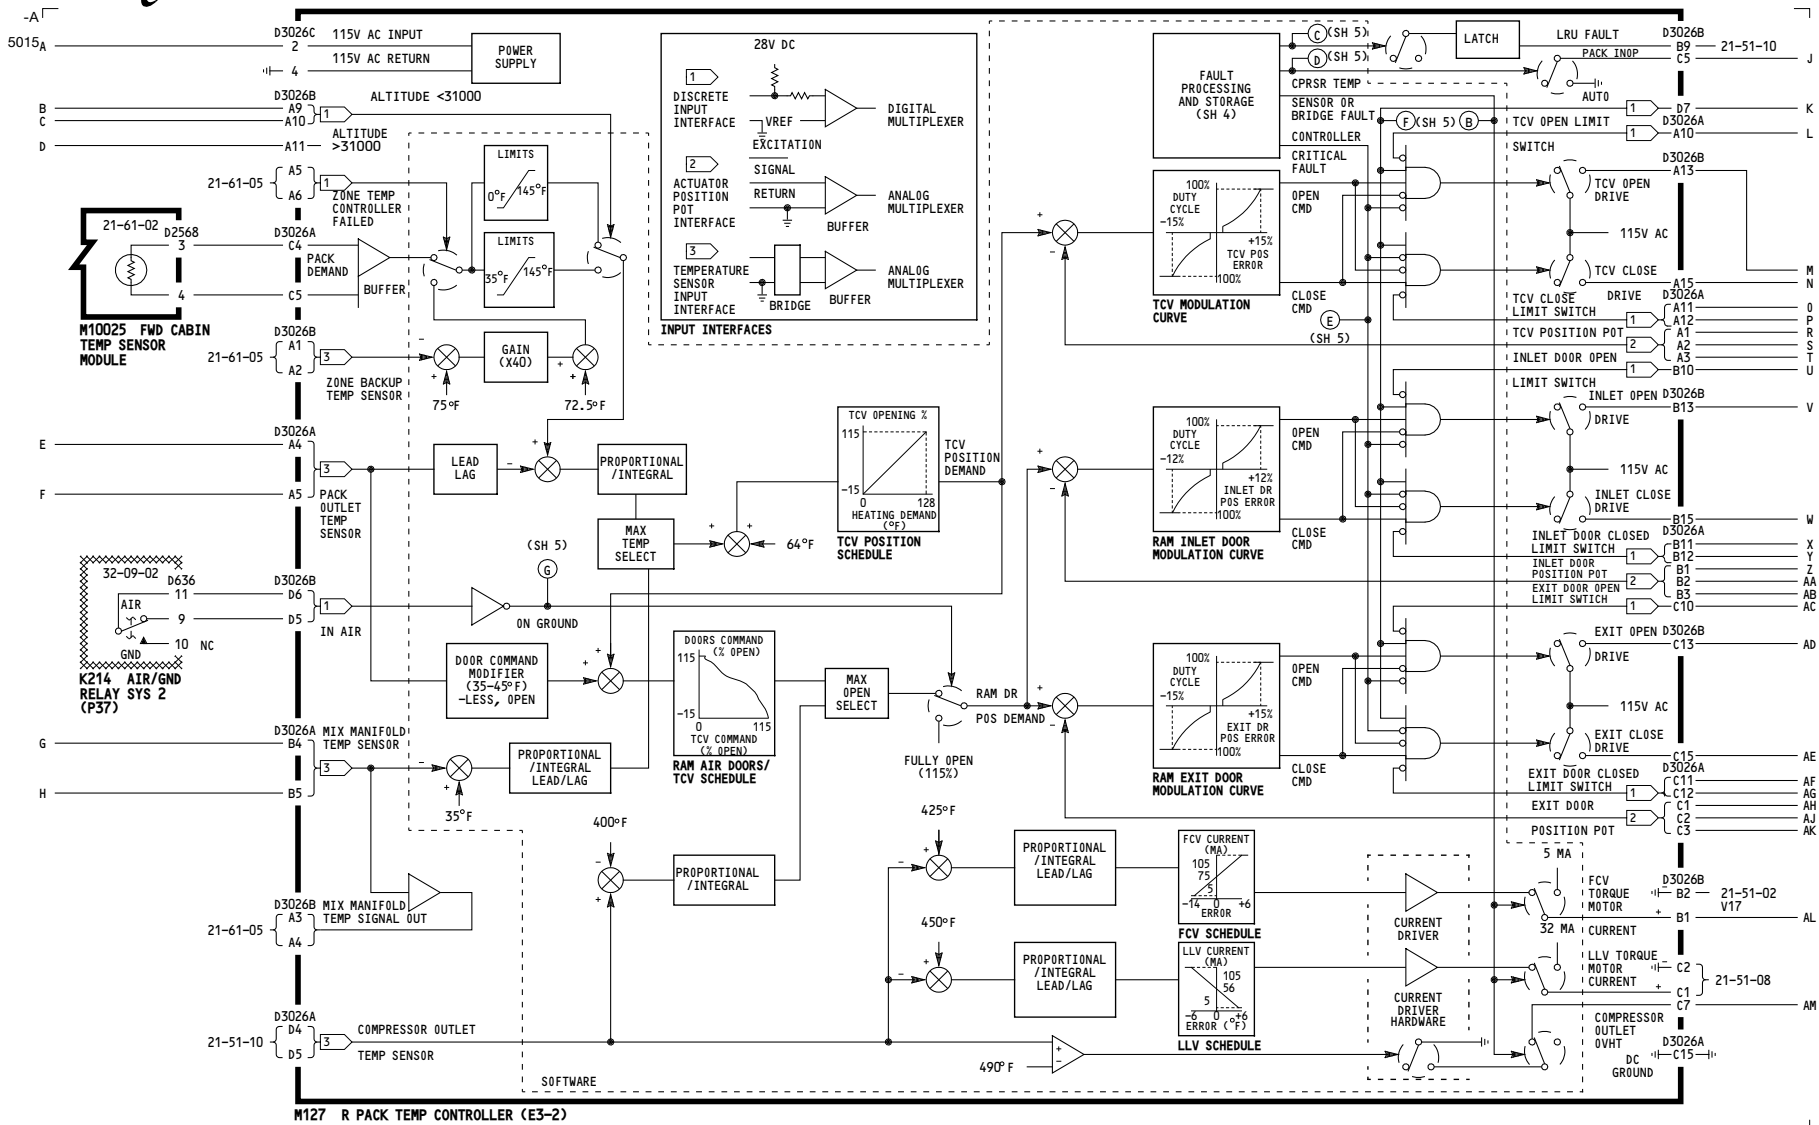 -A
5015A
D3026C
2
115V AC INPUT
115V AC RETURN
4
POWER
SUPPLY
B
C
D
D3026B
A9
A10
1
ALTITUDE <31000
A11
ALTITUDE
>31000
21-61-05
A5
A6
1
ZONE TEMP
CONTROLLER
FAILED
21-61-02
D2568
3
4
M10025 FWD CABIN
TEMP SENSOR
MODULE
D3026A
C4
C5
PACK
DEMAND
BUFFER
LIMITS
0°F
145°F
LIMITS
35°F
145°F
D3026B
21-61-05
A1
A2
3
ZONE BACKUP
TEMP SENSOR
-
+
75°F
GAIN
(X40)
+
+
72.5°F
28V DC
1
DISCRETE
INPUT
INTERFACE
VREF
DIGITAL
MULTIPLEXER
2
ACTUATOR
POSITION
POT
INTERFACE
EXCITATION
SIGNAL
RETURN
BUFFER
ANALOG
MULTIPLEXER
3
TEMPERATURE
SENSOR
INPUT
INTERFACE
BRIDGE
BUFFER
ANALOG
MULTIPLEXER
INPUT INTERFACES
E
F
D3026A
A4
A5
3
PACK
OUTLET
TEMP
SENSOR
LEAD
LAG
-
+
PROPORTIONAL
/INTEGRAL
MAX
TEMP
SELECT
+
+
64°F
TCV OPENING %
115
-15
0
128
HEATING DEMAND
(°F)
TCV POSITION
SCHEDULE
TCV
POSITION
DEMAND
32-09-02
D636
11
9
10
NC
AIR
GND
K214 AIR/GND
RELAY SYS 2
(P37)
D3026B
D6
D5
1
IN AIR
(SH 5)
G
ON GROUND
DOOR COMMAND
MODIFIER
(35-45°F)
-LESS, OPEN
+
+
DOORS COMMAND
(% OPEN)
115
-15
0
115
TCV COMMAND
(% OPEN)
RAM AIR DOORS/
TCV SCHEDULE
MAX
OPEN
SELECT
RAM DR
POS DEMAND
FULLY OPEN
(115%)
G
H
D3026A
B4
B5
MIX MANIFOLD
TEMP SENSOR
3
-
+
35°F
PROPORTIONAL
/INTEGRAL
LEAD/LAG
D3026B
21-61-05
A3
A4
MIX MANIFOLD
TEMP SIGNAL OUT
400°F
-
+
PROPORTIONAL
/INTEGRAL
D3026A
21-51-10
D4
D5
3
COMPRESSOR OUTLET
TEMP SENSOR
SOFTWARE
M127 R PACK TEMP CONTROLLER (E3-2)
425°F
+
-
PROPORTIONAL
/INTEGRAL
LEAD/LAG
FCV CURRENT
(MA)
105
75
5
-14
0
+6
ERROR
FCV SCHEDULE
450°F
+
-
PROPORTIONAL
/INTEGRAL
LEAD/LAG
LLV CURRENT
(MA)
105
56
5
-6
0
+6
ERROR (°F)
LLV SCHEDULE
490°F
+
-
CURRENT
DRIVER
CURRENT
DRIVER
HARDWARE
FAULT
PROCESSING
AND STORAGE
(SH 4)
C
(SH 5)
D
(SH 5)
CPRSR TEMP
SENSOR OR
BRIDGE FAULT
CONTROLLER
CRITICAL
FAULT
F
(SH 5)
B
LATCH
LRU FAULT
PACK INOP
AUTO
D3026B
B9
21-51-10
C5
J
1
D7
K
D3026A
TCV OPEN LIMIT
SWITCH
1
A10
L
+
-
100%
DUTY
CYCLE
-15%
+15%
TCV POS
ERROR
100%
TCV MODULATION
CURVE
OPEN
CMD
CLOSE
CMD
E
(SH 5)
D3026B
A13
TCV OPEN
DRIVE
115V AC
TCV CLOSE
DRIVE
M
A15
N
D3026A
TCV CLOSE
LIMIT SWITCH
1
A11
A12
O
P
TCV POSITION POT
2
A1
A2
A3
R
S
T
INLET DOOR OPEN
LIMIT SWITCH
1
B10
U
+
-
100%
DUTY
CYCLE
-12%
+12%
INLET DR
POS ERROR
100%
RAM INLET DOOR
MODULATION CURVE
OPEN
CMD
CLOSE
CMD
INLET OPEN
DRIVE
D3026B
B13
V
115V AC
INLET CLOSE
DRIVE
B15
W
D3026A
INLET DOOR CLOSED
LIMIT SWITCH
1
B11
B12
X
Y
INLET DOOR
POSITION POT
2
B1
B2
B3
Z
AA
AB
EXIT DOOR OPEN
LIMIT SWTICH
1
C10
AC
+
-
100%
DUTY
CYCLE
-15%
+15%
EXIT DR
POS ERROR
100%
RAM EXIT DOOR
MODULATION CURVE
OPEN
CMD
CLOSE
CMD
EXIT OPEN
DRIVE
D3026B
C13
AD
115V AC
EXIT CLOSE
DRIVE
C15
AE
D3026A
EXIT DOOR CLOSED
LIMIT SWITCH
1
C11
C12
AF
AG
EXIT DOOR
POSITION POT
2
C1
C2
C3
AH
AJ
AK
5 MA
FCV
TORQUE
MOTOR
CURRENT
D3026B
-
B2
21-51-02
V17
+
B1
AL
32 MA
LLV TORQUE
MOTOR
CURRENT
-
C2
+
C1
21-51-08
C7
AM
COMPRESSOR
OUTLET
OVHT
D3026A
C15
DC
GROUND